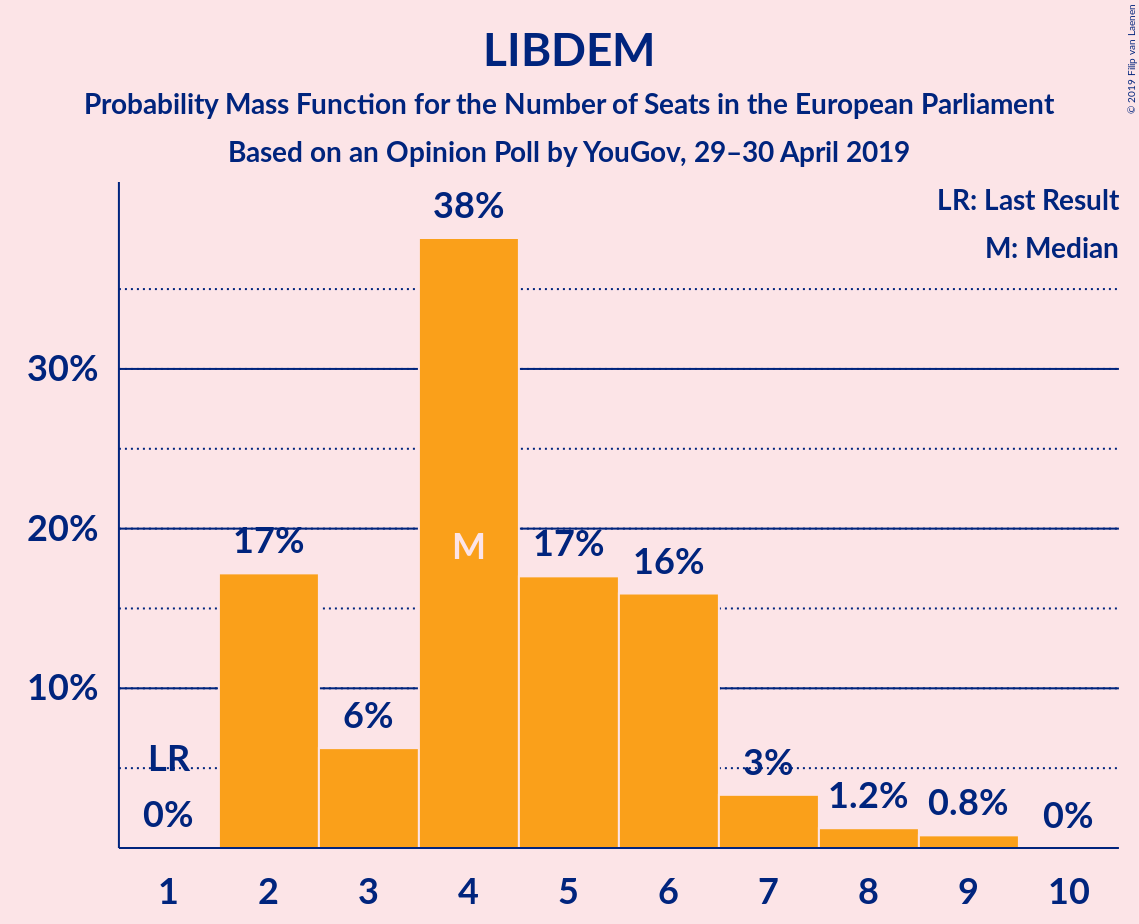 LIBDEM
Probability Mass Function for the Number of Seats in the European Parliament
Based on an Opinion Poll by YouGov, 29–30 April 2019
© 2019 Filip van Laenen
LR: Last Result
M: Median
38%
30%
20%
10%
17%
6%
M
17%
16%
3%
1.2%
0.8%
0%
LR
0%
1 2 3 4 5 6 7 8 9 10